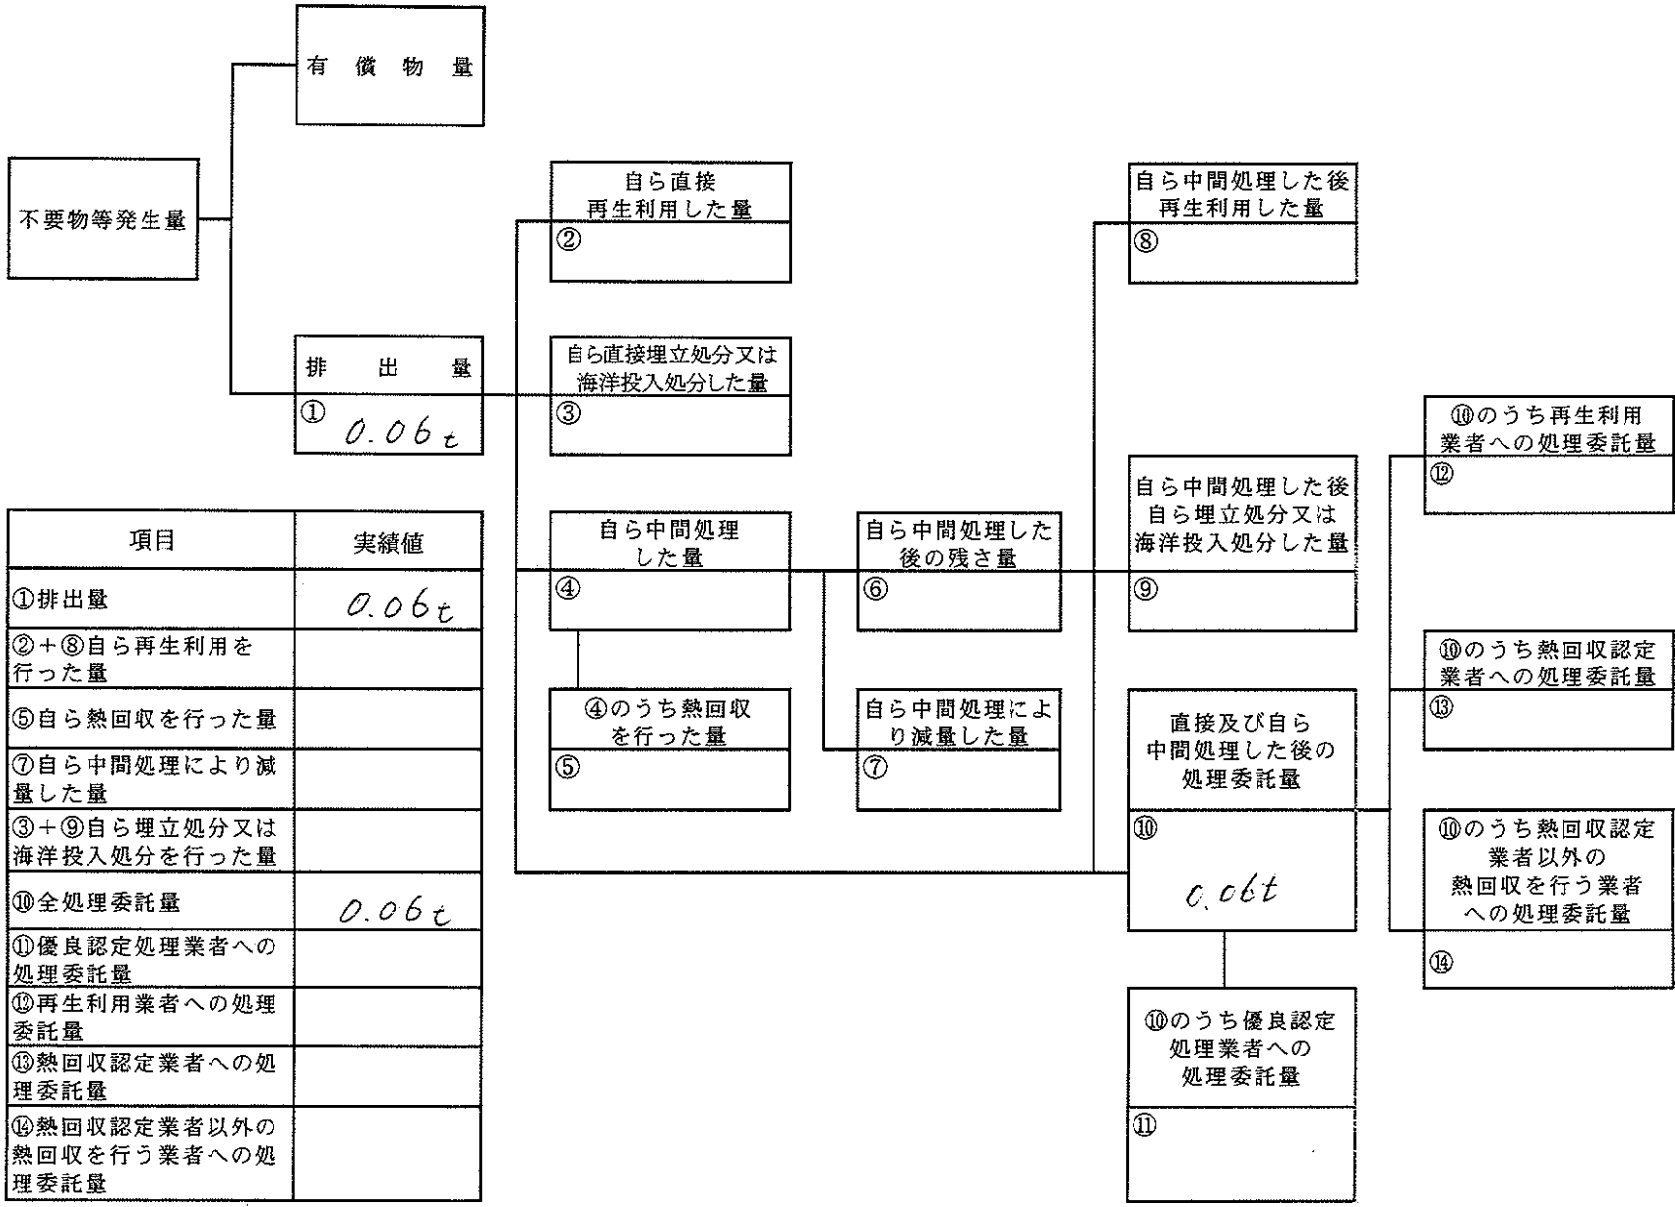 有償物量
不要物等発生量
排出量
①
0.06t
自ら直接
再生利用した量
②
自ら直接埋立処分又は
海洋投入処分した量
③
自ら中間処理
した量
④
④のうち熱回収
を行った量
⑤
自ら中間処理した
後の残さ量
⑥
自ら中間処理によ
り減量した量
⑦
自ら中間処理した後
再生利用した量
⑧
自ら中間処理した後
自ら埋立処分又は
海洋投入処分した量
⑨
直接及び自ら
中間処理した後の
処理委託量
⑩
0.06t
⑩のうち優良認定
処理業者への
処理委託量
⑪
⑩のうち再生利用
業者への処理委託量
⑫
⑩のうち熱回収認定
業者への処理委託量
⑬
⑩のうち熱回収認定
業者以外の
熱回収を行う業者
への処理委託量
⑭
項目 実績値
①排出量 0.06t
②＋⑧自ら再生利用を
行った量
⑤自ら熱回収を行った量
⑦自ら中間処理により減
量した量
③＋⑨自ら埋立処分又は
海洋投入処分を行った量
⑩全処理委託量 0.06t
⑪優良認定処理業者への
処理委託量
⑫再生利用業者への処理
委託量
⑬熱回収認定業者への処
理委託量
⑭熱回収認定業者以外の
熱回収を行う業者への処
理委託量